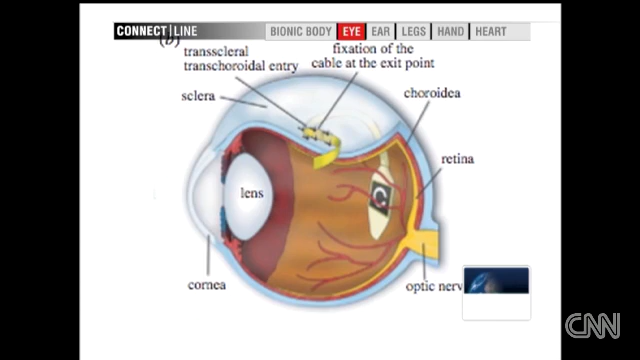 CONNECT | LINE
BIONIC BODY | EYE | EAR | LEGS | HAND | HEART
(b)
transscleral
transchoroidal entry
fixation of the
cable at the exit point
sclera
choroidea
retina
lens
C
cornea
optic nerv
CNN